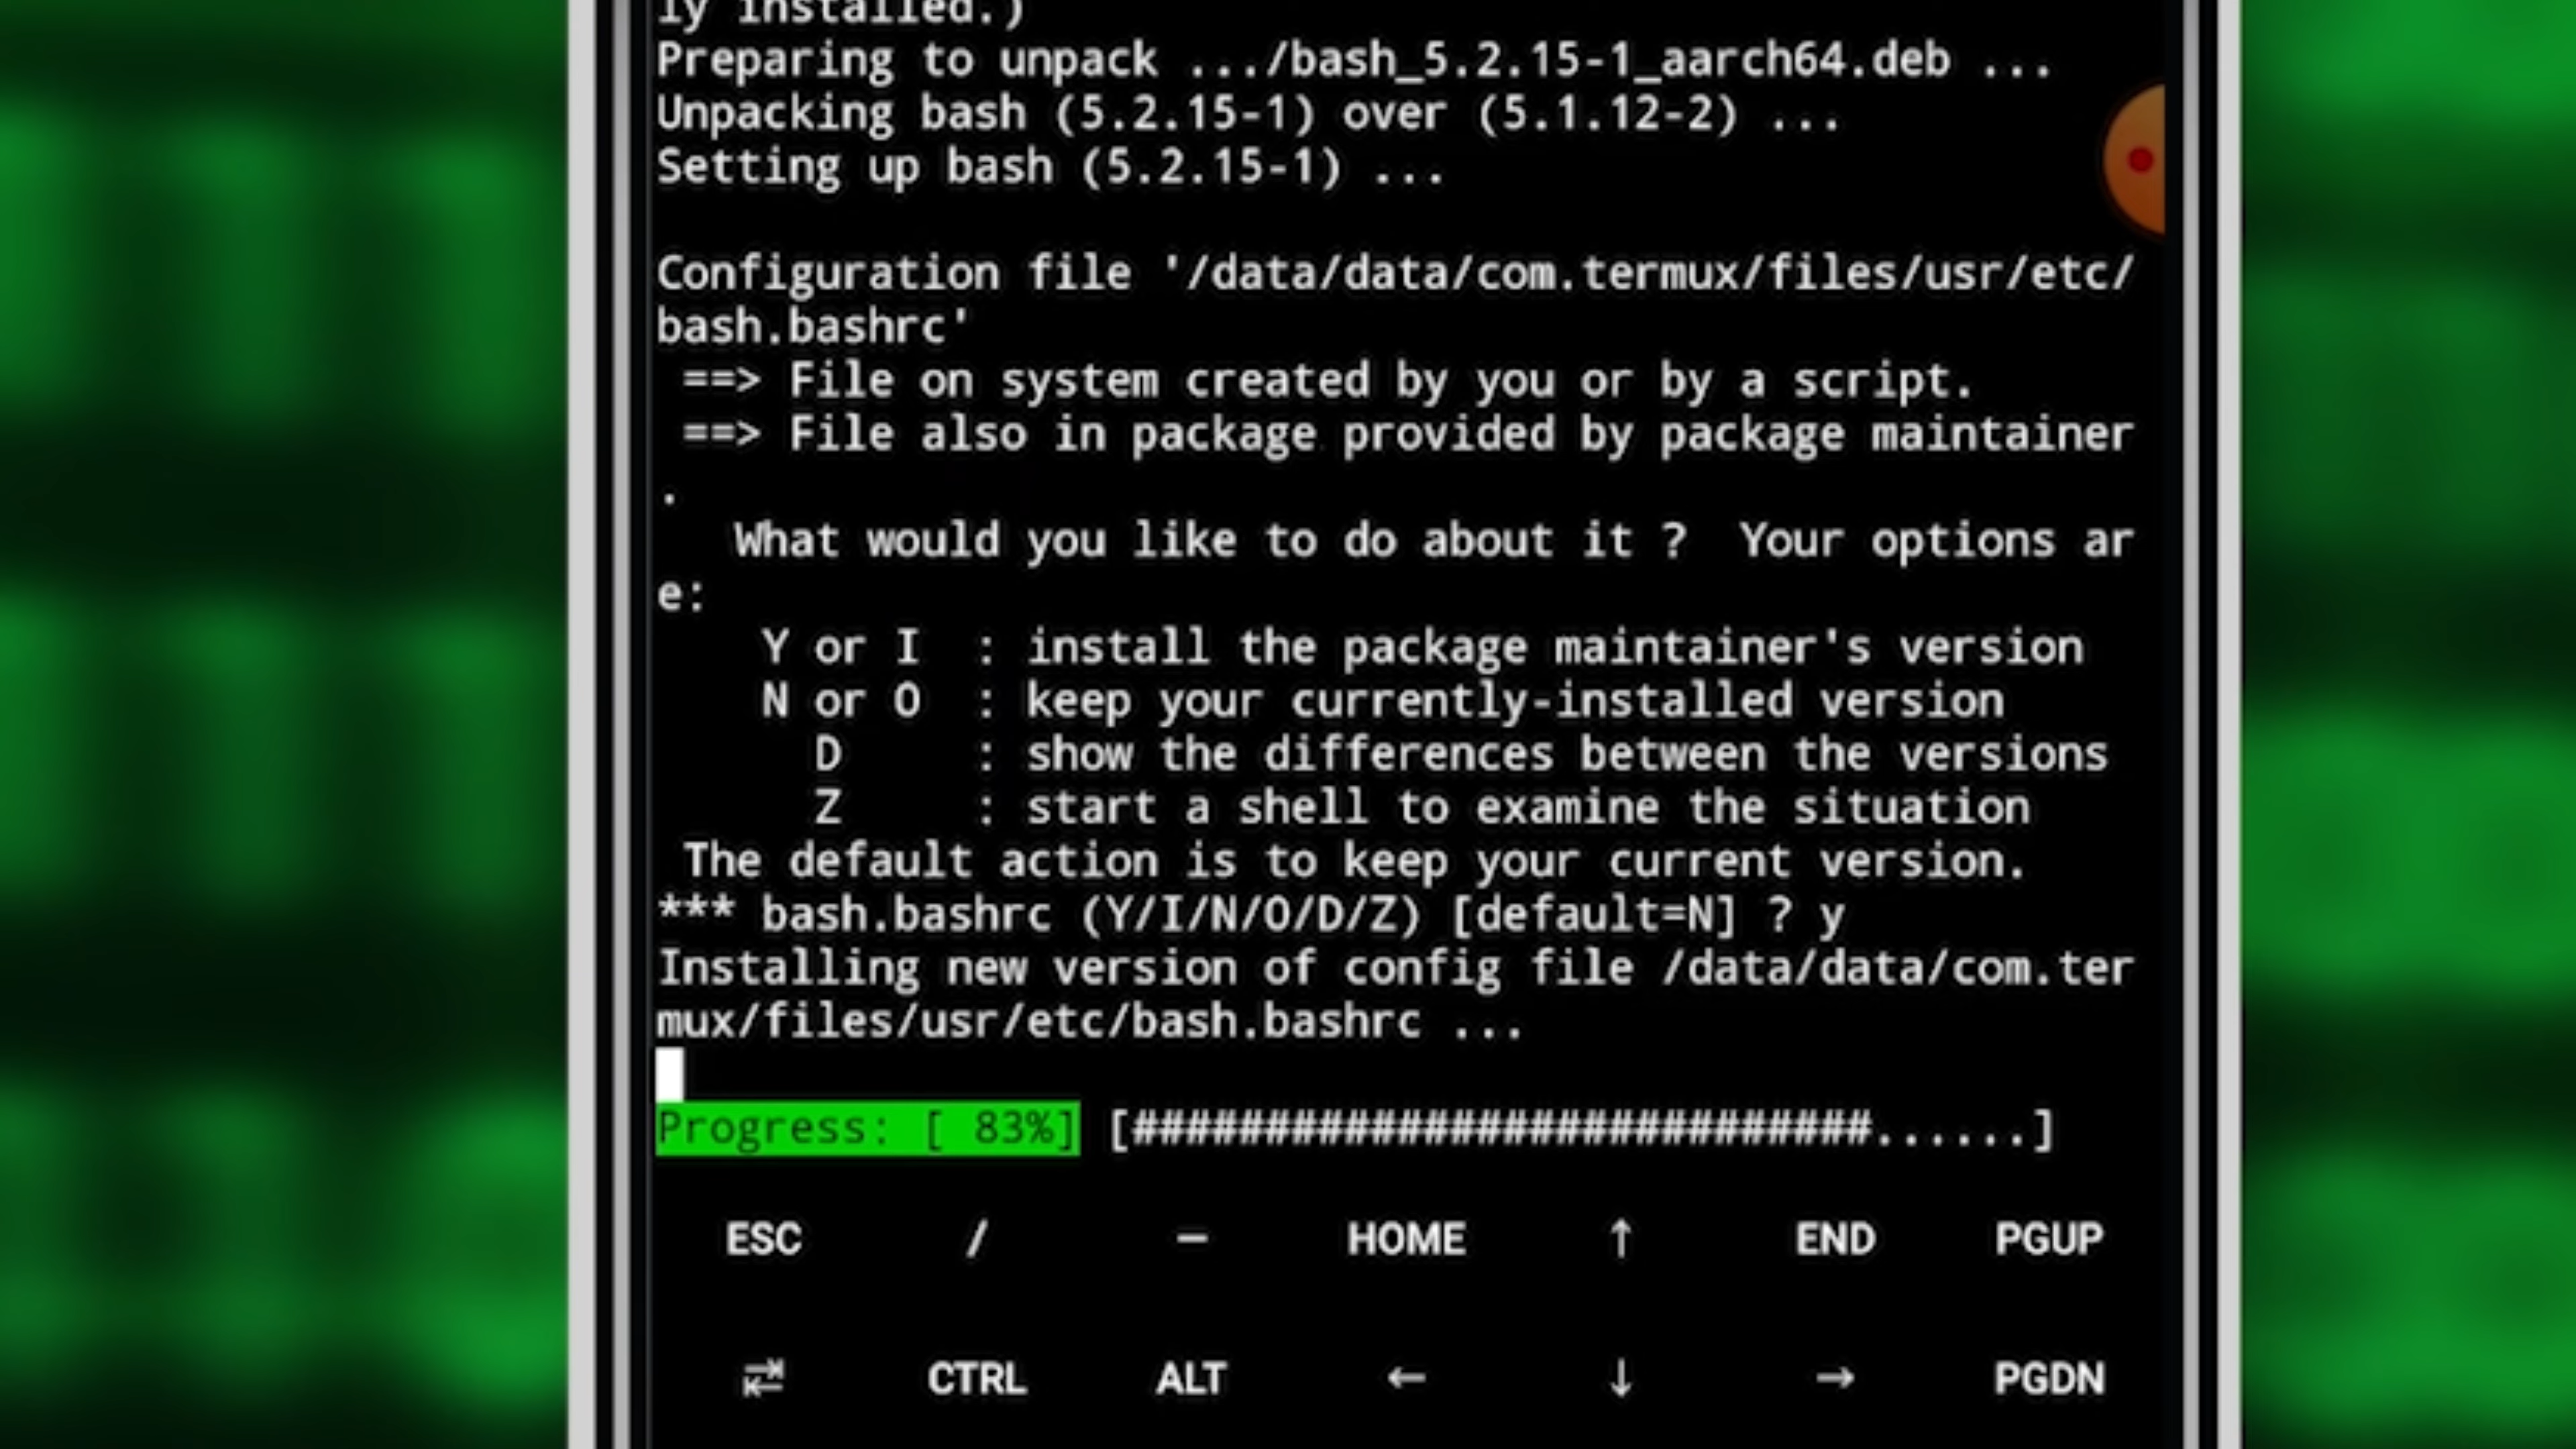 ly installed.)
Preparing to unpack .../bash_5.2.15-1_aarch64.deb ...
Unpacking bash (5.2.15-1) over (5.1.12-2) ...
Setting up bash (5.2.15-1) ...
Configuration file '/data/data/com.termux/files/usr/etc/
bash.bashrc'
==> File on system created by you or by a script.
==> File also in package provided by package maintainer
.
What would you like to do about it ?  Your options ar
e:
Y or I  : install the package maintainer's version
N or O  : keep your currently-installed version
D     : show the differences between the versions
Z     : start a shell to examine the situation
The default action is to keep your current version.
*** bash.bashrc (Y/I/N/O/D/Z) [default=N] ? y
Installing new version of config file /data/data/com.ter
mux/files/usr/etc/bash.bashrc ...
Progress: [ 83%] [############################......]
ESC / — HOME ↑ END PGUP
⇄ CTRL ALT ← ↓ → PGDN